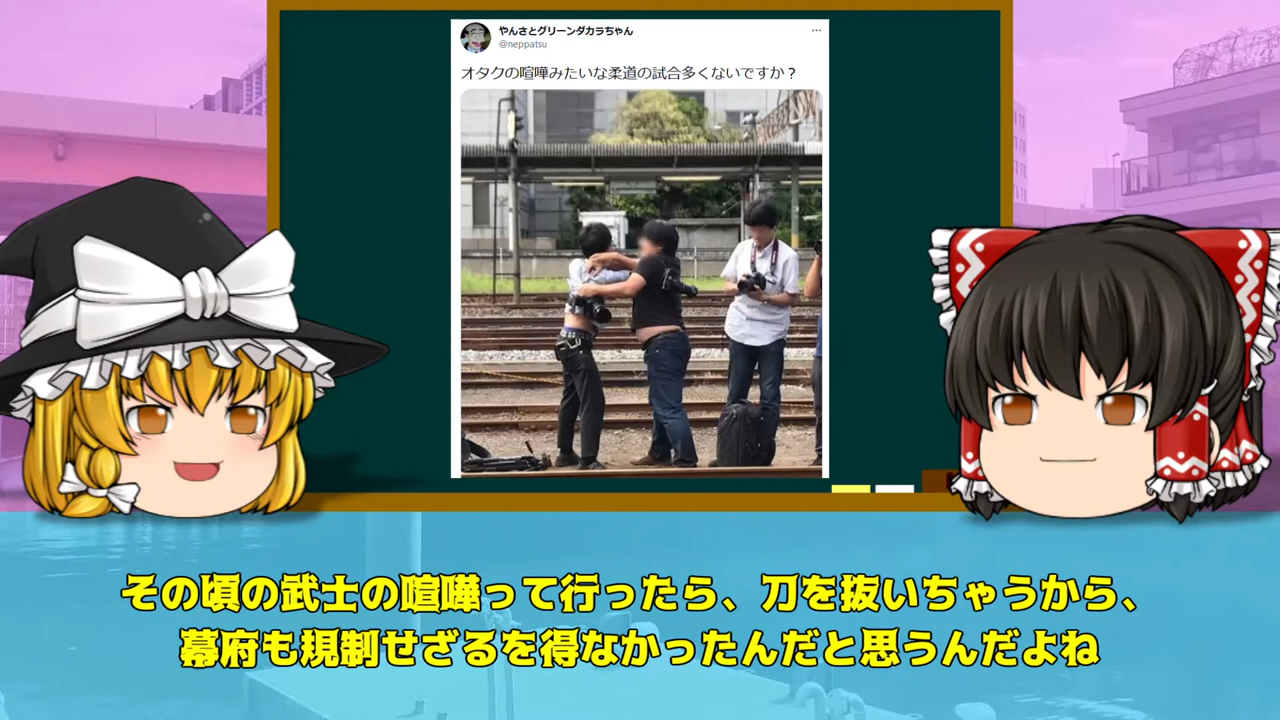 やんさとグリーンダカラちゃん
@neppatsu
オタクの喧嘩みたいな柔道の試合多くないですか？
その頃の武士の喧嘩って行ったら、刀を抜いちゃうから、
幕府も規制せざるを得なかったんだと思うんだよね